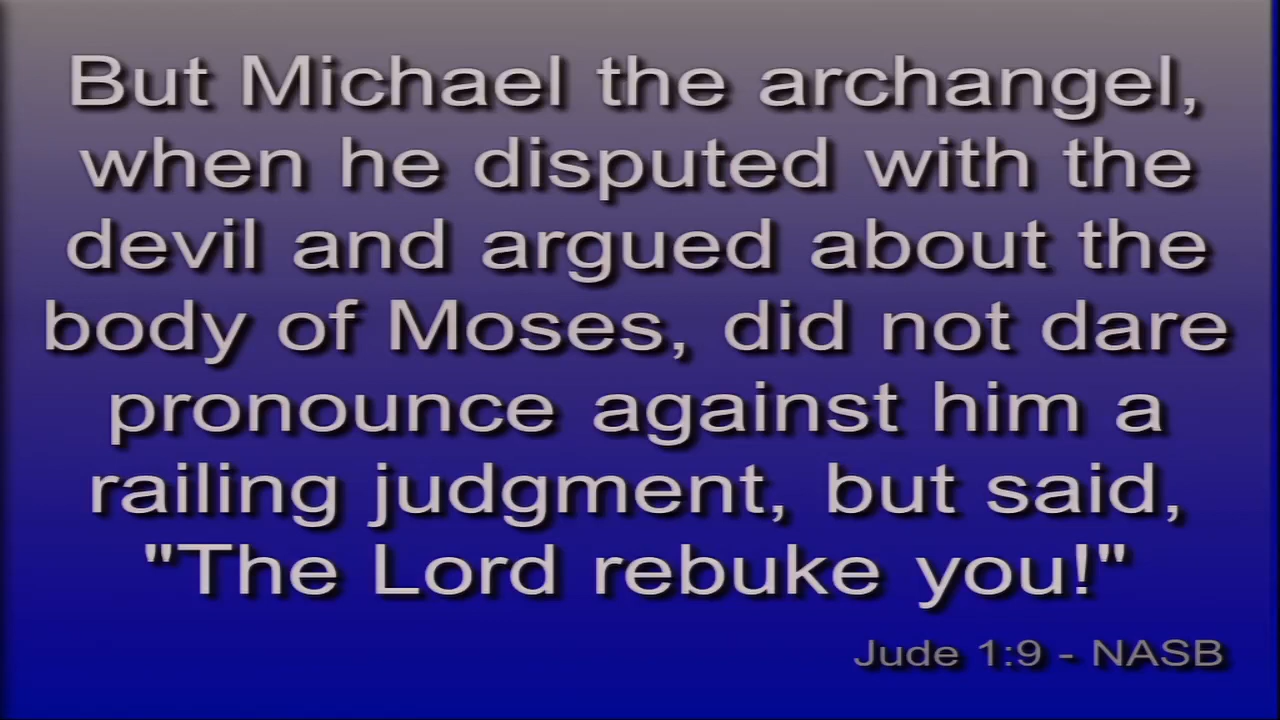 But Michael the archangel,
when he disputed with the
devil and argued about the
body of Moses, did not dare
pronounce against him a
railing judgment, but said,
"The Lord rebuke you!"
Jude 1:9 - NASB